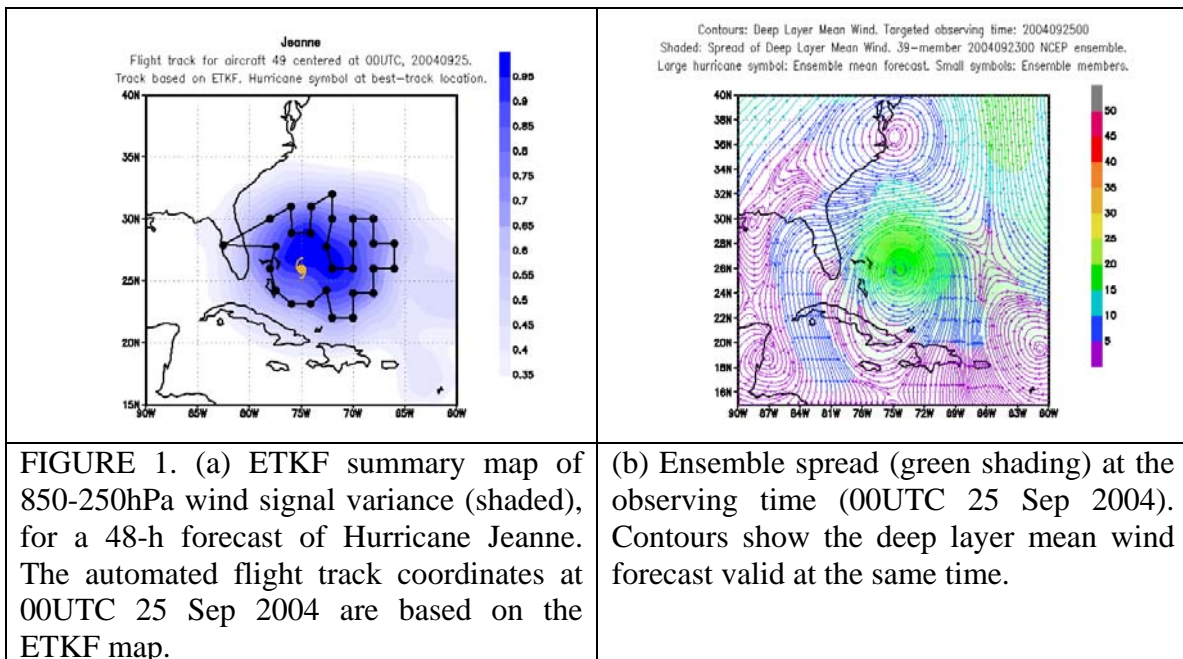 Jeanne
Flight track for aircraft 49 centered at 00UTC, 20040925.
Track based on ETKF. Hurricane symbol at best-track location.
40N
35N
30N
25N
20N
15N
90W
85W
80W
75W
70W
65W
60W
0.95
0.9
0.85
0.8
0.75
0.7
0.65
0.6
0.55
0.5
0.45
0.4
0.35
Contours: Deep Layer Mean Wind. Targeted observing time: 2004092500
Shaded: Spread of Deep Layer Mean Wind. 39-member 2004092300 NCEP ensemble.
Large hurricane symbol: Ensemble mean forecast. Small symbols: Ensemble members.
40N
38N
36N
34N
32N
30N
28N
26N
24N
22N
20N
18N
16N
90W
87W
84W
81W
78W
75W
72W
69W
66W
63W
60W
50
45
40
35
30
25
20
15
10
5
FIGURE 1. (a) ETKF summary map of
850-250hPa wind signal variance (shaded),
for a 48-h forecast of Hurricane Jeanne.
The automated flight track coordinates at
00UTC 25 Sep 2004 are based on the
ETKF map.
(b) Ensemble spread (green shading) at the
observing time (00UTC 25 Sep 2004).
Contours show the deep layer mean wind
forecast valid at the same time.